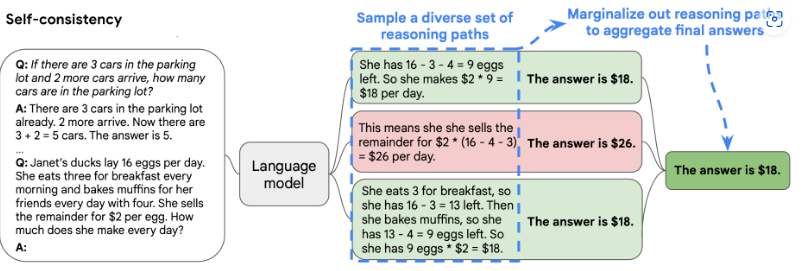 Self-consistency
Sample a diverse set of
reasoning paths
Marginalize out reasoning paths
to aggregate final answers
Q: If there are 3 cars in the parking
lot and 2 more cars arrive, how many
cars are in the parking lot?
A: There are 3 cars in the parking lot
already. 2 more arrive. Now there are
3 + 2 = 5 cars. The answer is 5.
...
Q: Janet's ducks lay 16 eggs per day.
She eats three for breakfast every
morning and bakes muffins for her
friends every day with four. She sells
the remainder for $2 per egg. How
much does she make every day?
A:
Language
model
She has 16 - 3 - 4 = 9 eggs
left. So she makes $2 * 9 =
$18 per day.
The answer is $18.
This means she she sells the
remainder for $2 * (16 - 4 - 3)
= $26 per day.
The answer is $26.
She eats 3 for breakfast, so
she has 16 - 3 = 13 left. Then
she bakes muffins, so she
has 13 - 4 = 9 eggs left. So
she has 9 eggs * $2 = $18.
The answer is $18.
The answer is $18.